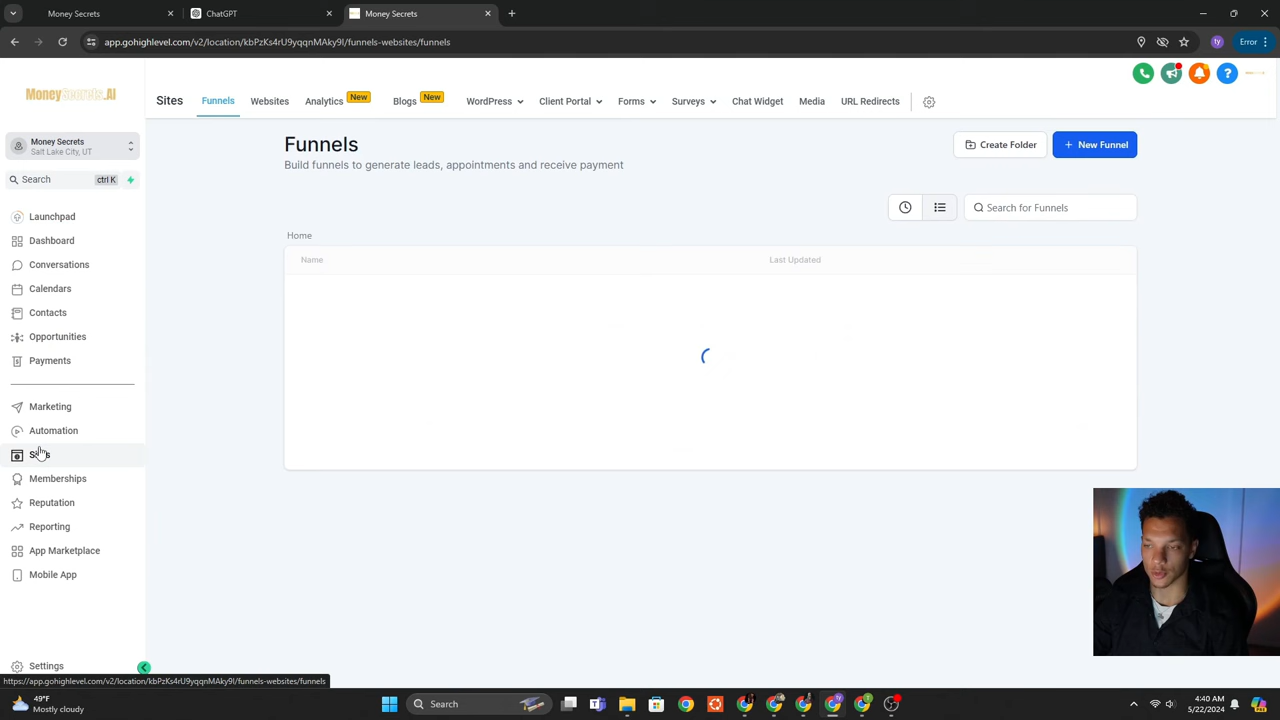 Money Secrets
ChatGPT
Money Secrets
app.gohighlevel.com/v2/location/kbPzKs4rU9yqqnMAky9l/funnels-websites/funnels
ty
Error
MoneySecrets.AI
Sites
Funnels
Websites
Analytics
New
Blogs
New
WordPress
Client Portal
Forms
Surveys
Chat Widget
Media
URL Redirects
Money Secrets
Salt Lake City, UT
Search
ctrl K
Launchpad
Dashboard
Conversations
Calendars
Contacts
Opportunities
Payments
Marketing
Automation
Memberships
Reputation
Reporting
App Marketplace
Mobile App
Settings
Funnels
Build funnels to generate leads, appointments and receive payment
Create Folder
New Funnel
Search for Funnels
Home
Name
Last Updated
https://app.gohighlevel.com/v2/location/kbPzKs4rU9yqqnMAky9l/funnels-websites/funnels
49°F
Mostly cloudy
Search
4:40 AM
5/22/2024